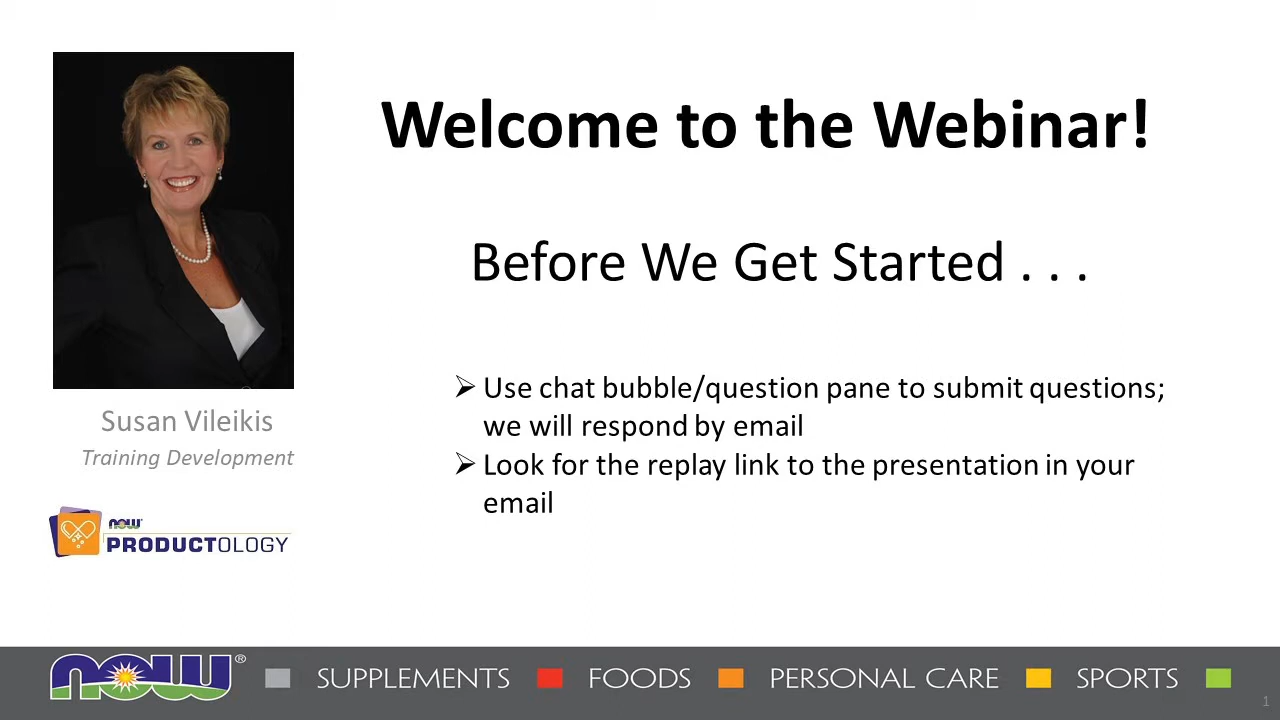 Welcome to the Webinar!
Before We Get Started . . .
➢ Use chat bubble/question pane to submit questions;
we will respond by email
➢ Look for the replay link to the presentation in your
email
Susan Vileikis
Training Development
NOW
PRODUCTOLOGY
NOW® SUPPLEMENTS FOODS PERSONAL CARE SPORTS
1